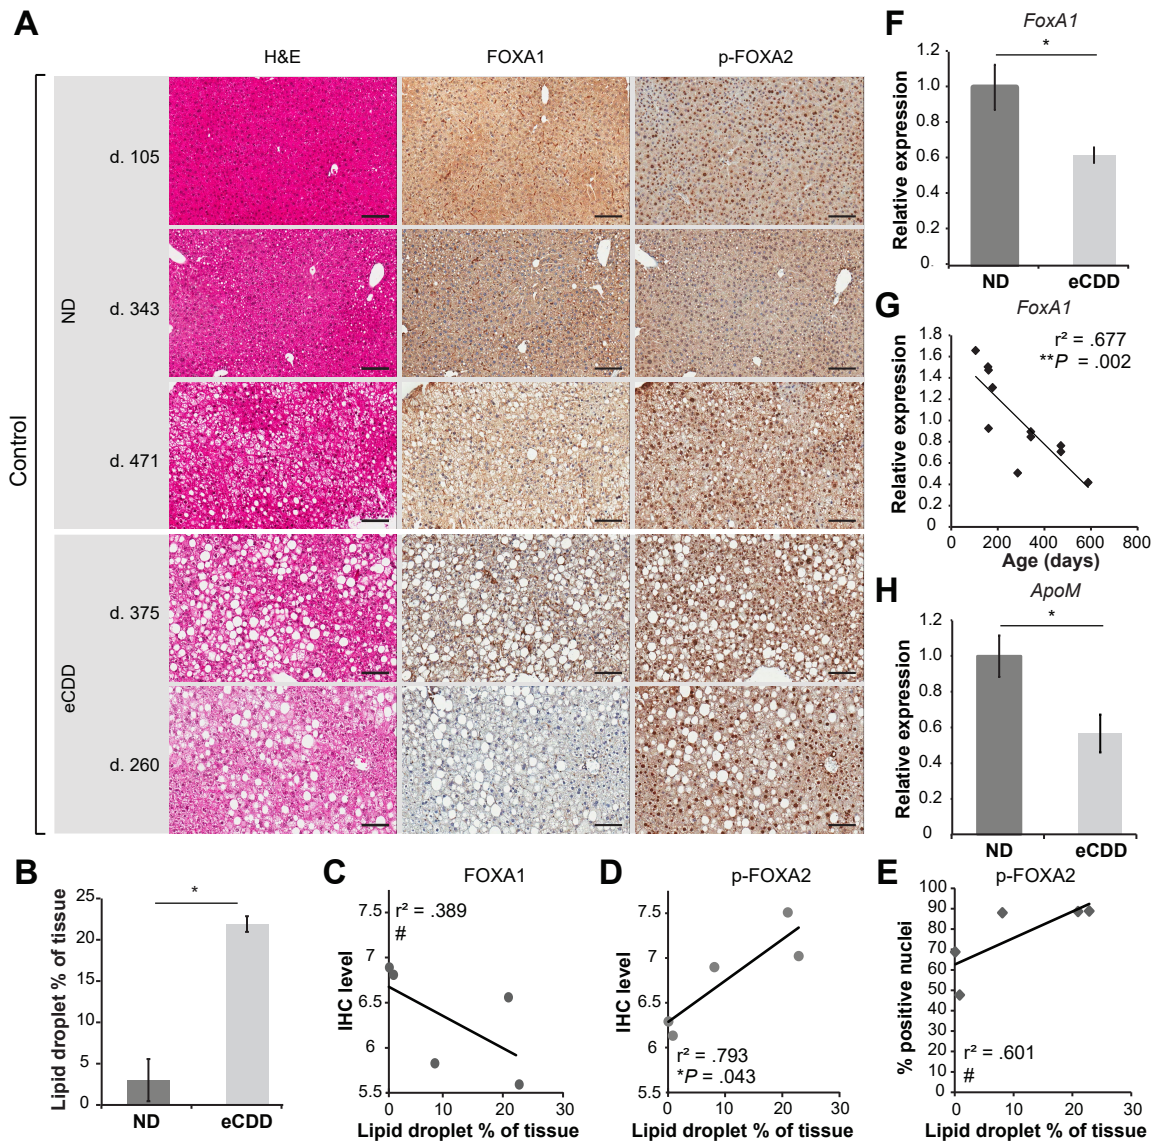 A
H&E
FOXA1
p-FOXA2
Control
ND
d. 105
d. 343
d. 471
eCDD
d. 375
d. 260
B
Lipid droplet % of tissue
25
20
15
10
5
0
*
ND
eCDD
C
FOXA1
IHC level
7.5
7
6.5
6
5.5
r² = .389
#
0
10
20
30
Lipid droplet % of tissue
D
p-FOXA2
IHC level
7.5
7
6.5
6
5.5
r² = .793
*P = .043
0
10
20
30
Lipid droplet % of tissue
E
p-FOXA2
% positive nuclei
100
90
80
70
60
50
40
30
20
10
0
r² = .601
#
0
10
20
30
Lipid droplet % of tissue
F
FoxA1
*
Relative expression
1.2
1.0
0.8
0.6
0.4
0.2
0.
ND
eCDD
G
FoxA1
r² = .677
**P = .002
Relative expression
1.8
1.6
1.4
1.2
1.0
0.8
0.6
0.4
0.2
0
0
200
400
600
800
Age (days)
H
ApoM
*
Relative expression
1.2
1.0
0.8
0.6
0.4
0.2
0
ND
eCDD